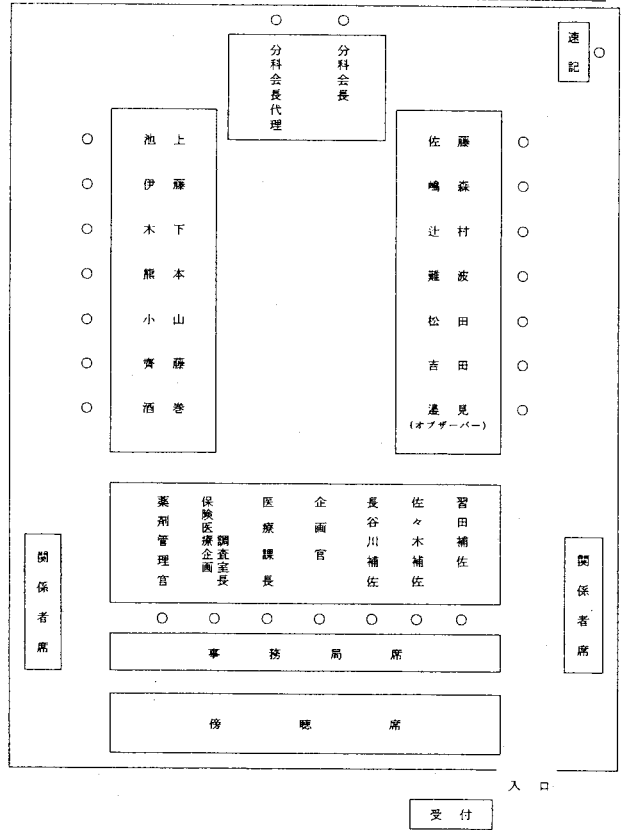 速記
分科会長代理
分科会長
池上
伊藤
木下
熊本
小山
齊藤
酒巻
佐藤
嶋森
辻村
難波
松田
吉田
邉見
(オブザーバー)
薬剤管理官
保険医療企画
調査室長
医療課長
企画官
長谷川補佐
佐々木補佐
習田補佐
関係者席
関係者席
事務局席
傍聴席
入口
受付